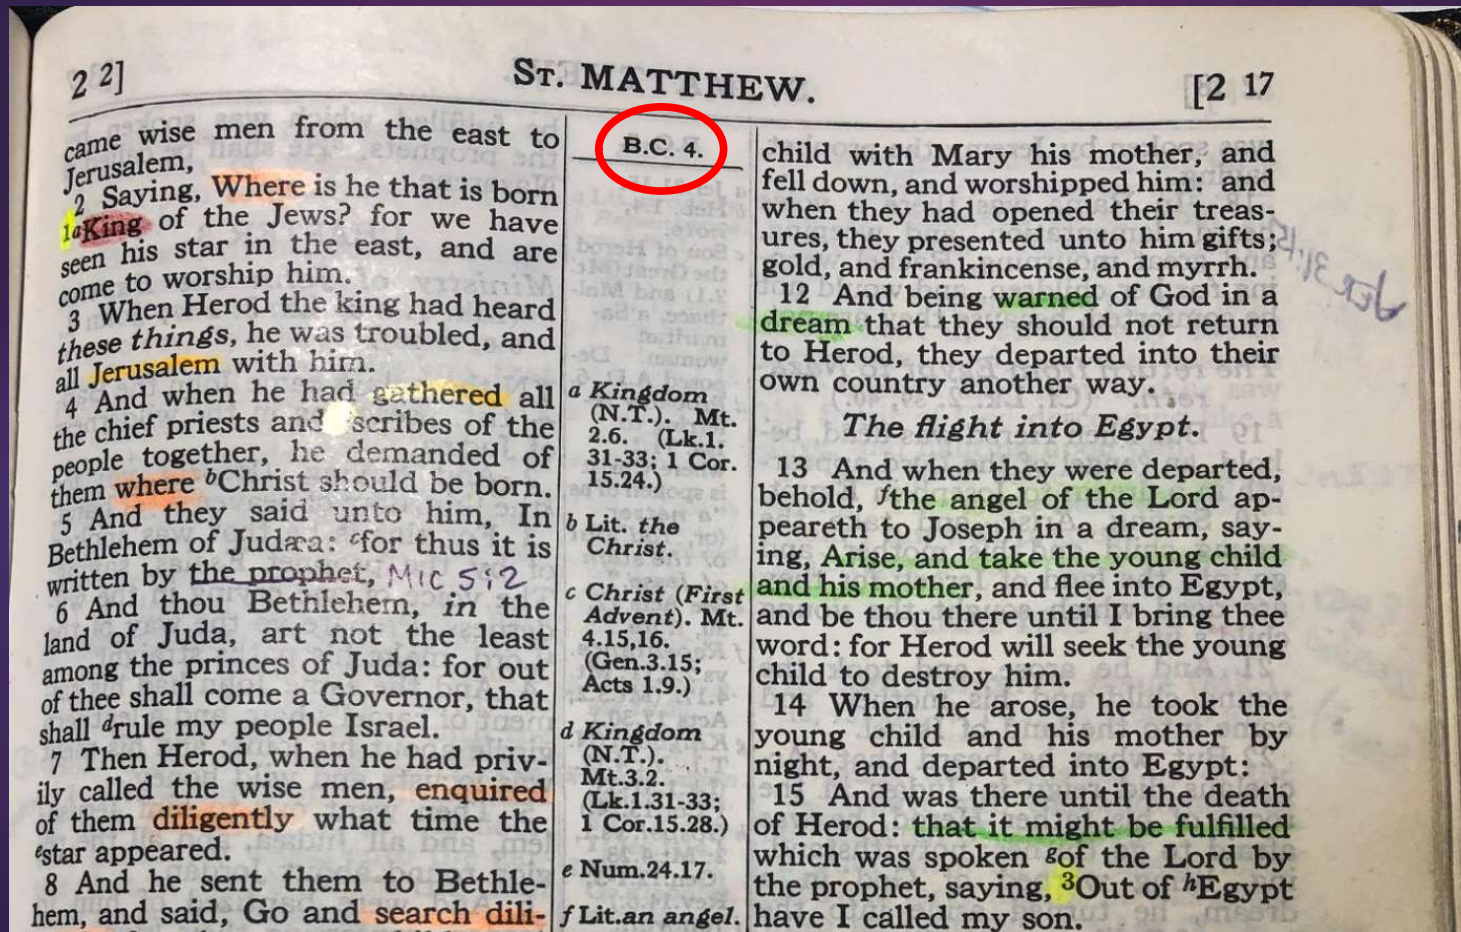 2 2]
ST. MATTHEW.
[2 17
came wise men from the east to
Jerusalem,
2 Saying, Where is he that is born
1aKing of the Jews? for we have
seen his star in the east, and are
come to worship him.
3 When Herod the king had heard
these things, he was troubled, and
all Jerusalem with him.
4 And when he had gathered all
the chief priests and scribes of the
people together, he demanded of
them where bChrist should be born.
5 And they said unto him, In
Bethlehem of Judæa: cfor thus it is
written by the prophet, MIC 5:2
6 And thou Bethlehem, in the
land of Juda, art not the least
among the princes of Juda: for out
of thee shall come a Governor, that
shall drule my people Israel.
7 Then Herod, when he had priv-
ily called the wise men, enquired
of them diligently what time the
estar appeared.
8 And he sent them to Bethle-
hem, and said, Go and search dili-
B.C. 4.
a Kingdom
(N.T.). Mt.
2.6. (Lk.1.
31-33; 1 Cor.
15.24.)
b Lit. the
Christ.
c Christ (First
Advent). Mt.
4.15,16.
(Gen.3.15;
Acts 1.9.)
d Kingdom
(N.T.).
Mt.3.2.
(Lk.1.31-33;
1 Cor.15.28.)
e Num.24.17.
f Lit.an angel.
child with Mary his mother, and
fell down, and worshipped him: and
when they had opened their treas-
ures, they presented unto him gifts;
gold, and frankincense, and myrrh.
12 And being warned of God in a
dream that they should not return
to Herod, they departed into their
own country another way.
The flight into Egypt.
13 And when they were departed,
behold, fthe angel of the Lord ap-
peareth to Joseph in a dream, say-
ing, Arise, and take the young child
and his mother, and flee into Egypt,
and be thou there until I bring thee
word: for Herod will seek the young
child to destroy him.
14 When he arose, he took the
young child and his mother by
night, and departed into Egypt:
15 And was there until the death
of Herod: that it might be fulfilled
which was spoken gof the Lord by
the prophet, saying, 3Out of hEgypt
have I called my son.